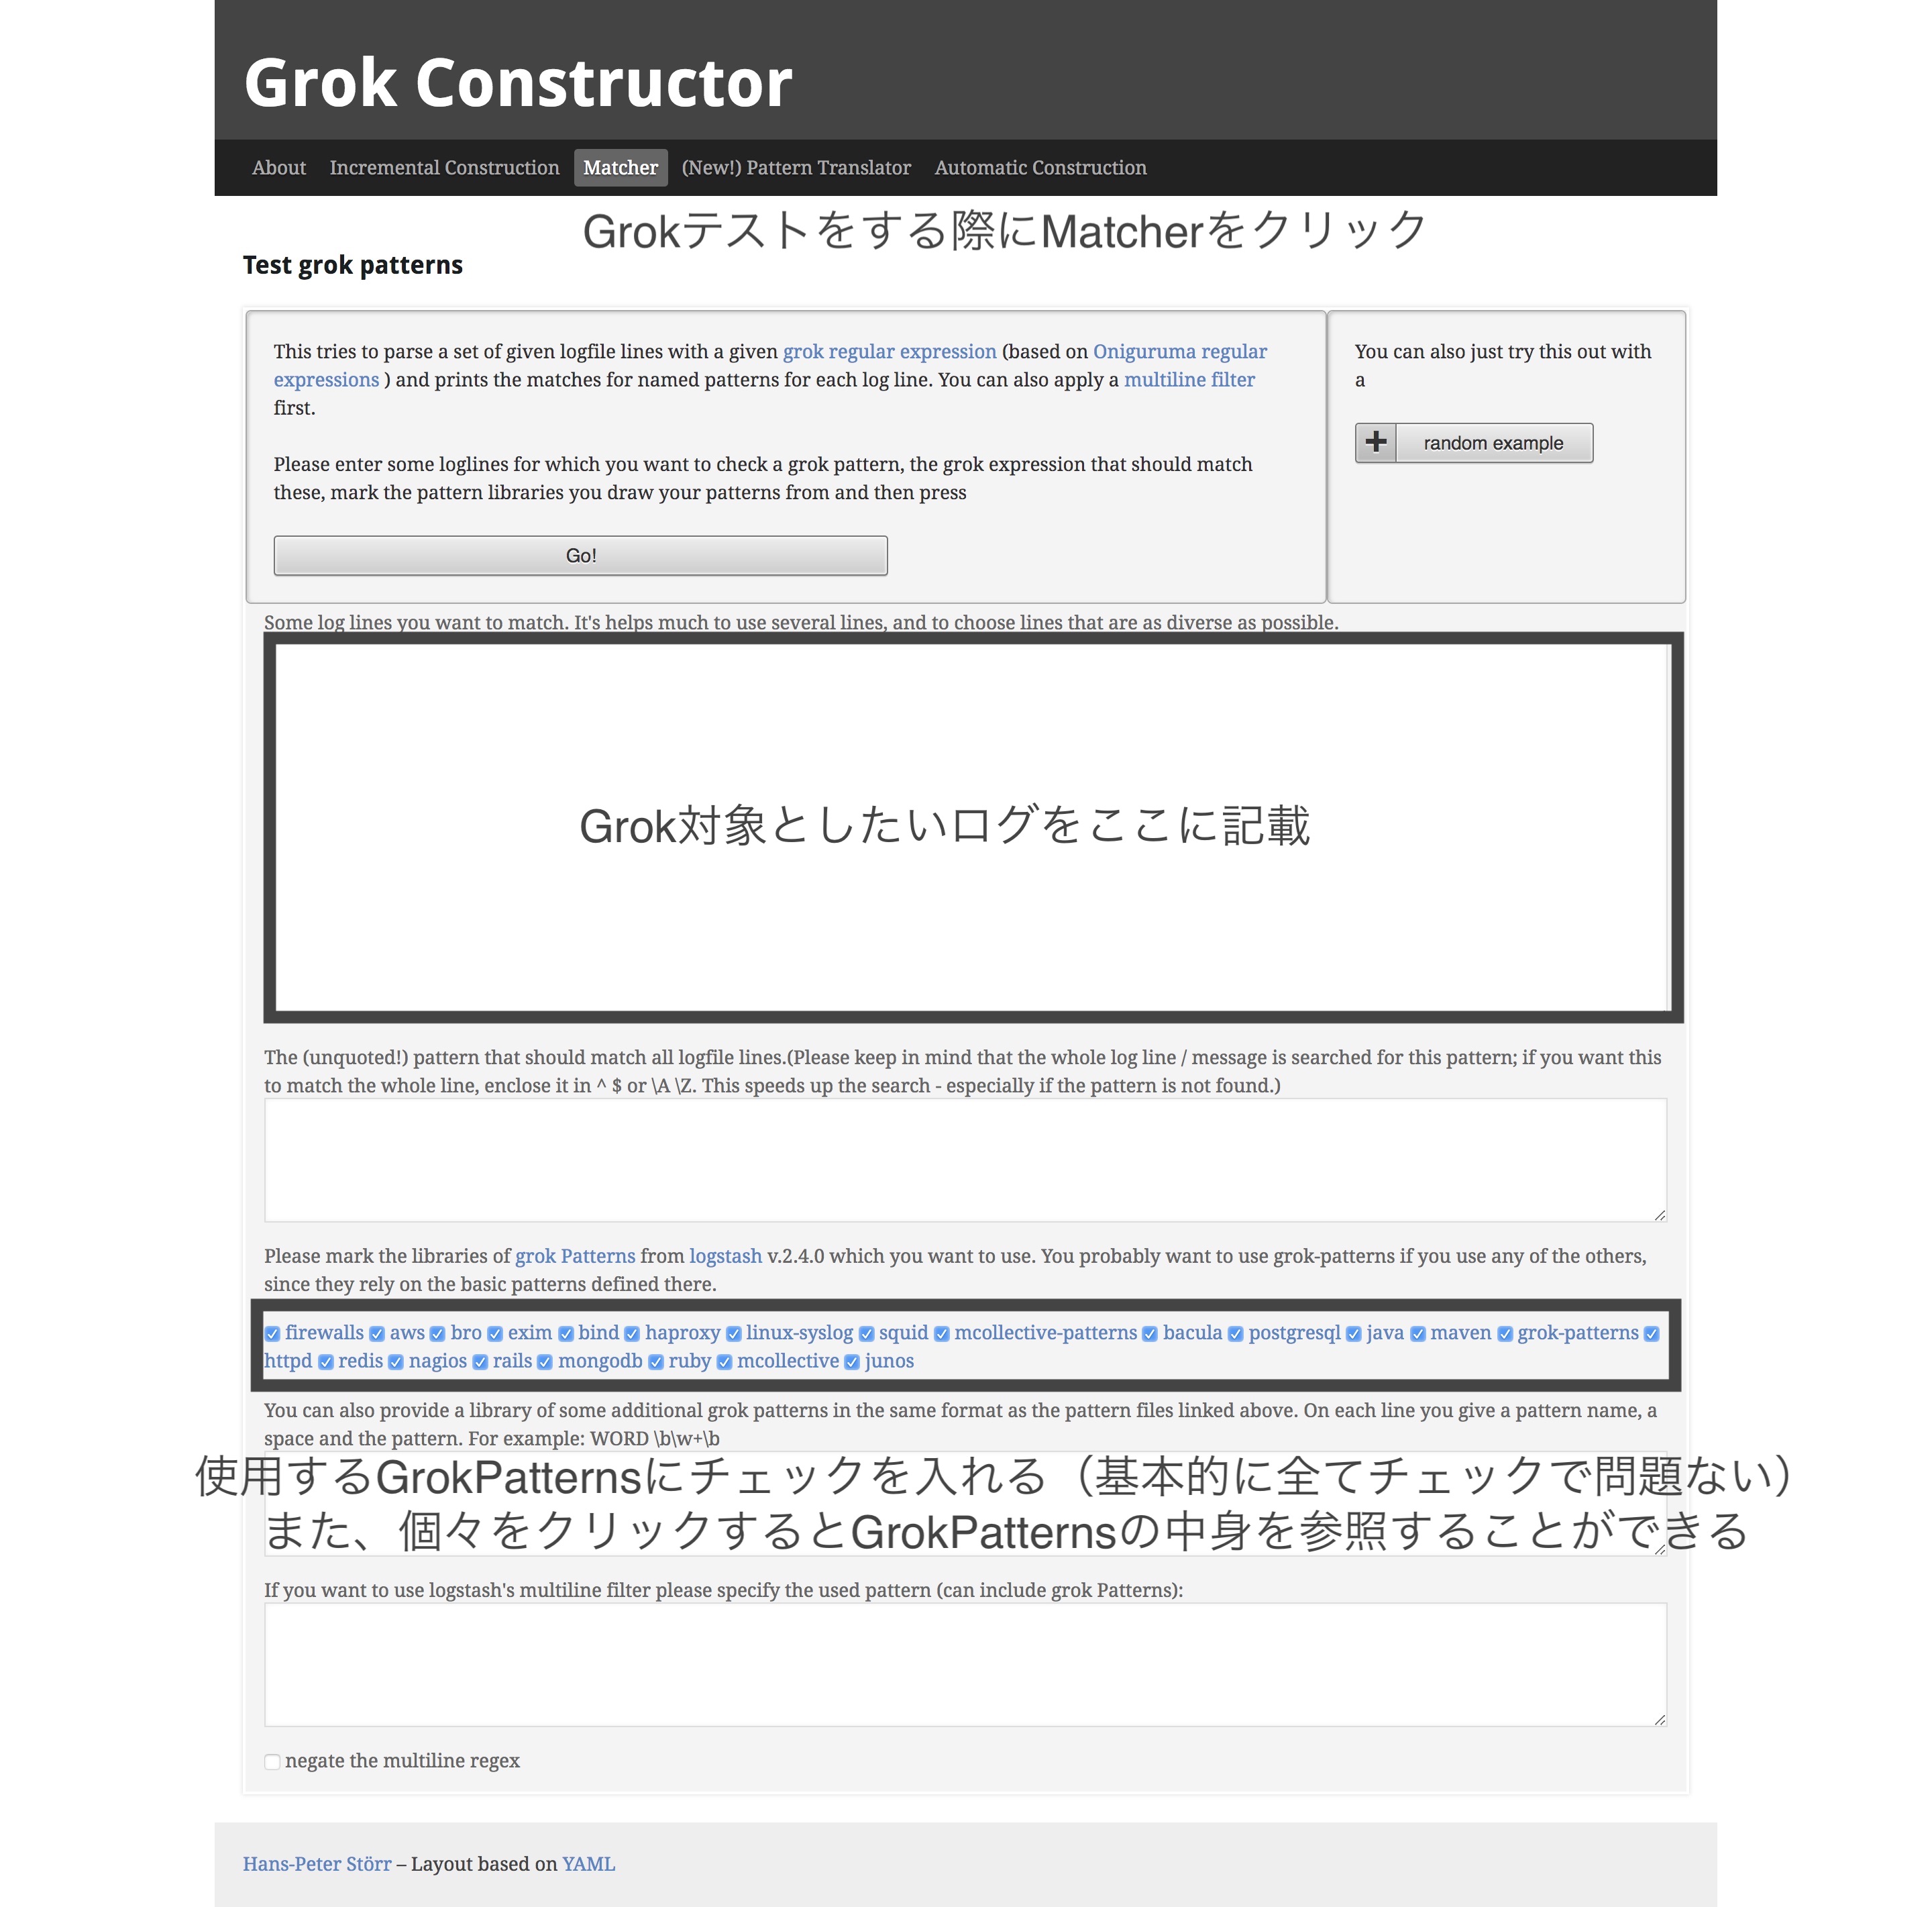 Grok Constructor
About Incremental Construction Matcher (New!) Pattern Translator Automatic Construction
Grokテストをする際にMatcherをクリック
Test grok patterns
This tries to parse a set of given logfile lines with a given grok regular expression (based on Oniguruma regular
expressions ) and prints the matches for named patterns for each log line. You can also apply a multiline filter
first.
Please enter some loglines for which you want to check a grok pattern, the grok expression that should match
these, mark the pattern libraries you draw your patterns from and then press
Go!
You can also just try this out with
a
random example
Some log lines you want to match. It's helps much to use several lines, and to choose lines that are as diverse as possible.
Grok対象としたいログをここに記載
The (unquoted!) pattern that should match all logfile lines.(Please keep in mind that the whole log line / message is searched for this pattern; if you want this
to match the whole line, enclose it in ^ $ or \A \Z. This speeds up the search - especially if the pattern is not found.)
Please mark the libraries of grok Patterns from logstash v.2.4.0 which you want to use. You probably want to use grok-patterns if you use any of the others,
since they rely on the basic patterns defined there.
firewalls aws bro exim bind haproxy linux-syslog squid mcollective-patterns bacula postgresql java maven grok-patterns
httpd redis nagios rails mongodb ruby mcollective junos
You can also provide a library of some additional grok patterns in the same format as the pattern files linked above. On each line you give a pattern name, a
space and the pattern. For example: WORD \b\w+\b
使用するGrokPatternsにチェックを入れる（基本的に全てチェックで問題ない）
また、個々をクリックするとGrokPatternsの中身を参照することができる
If you want to use logstash's multiline filter please specify the used pattern (can include grok Patterns):
negate the multiline regex
Hans-Peter Störr – Layout based on YAML